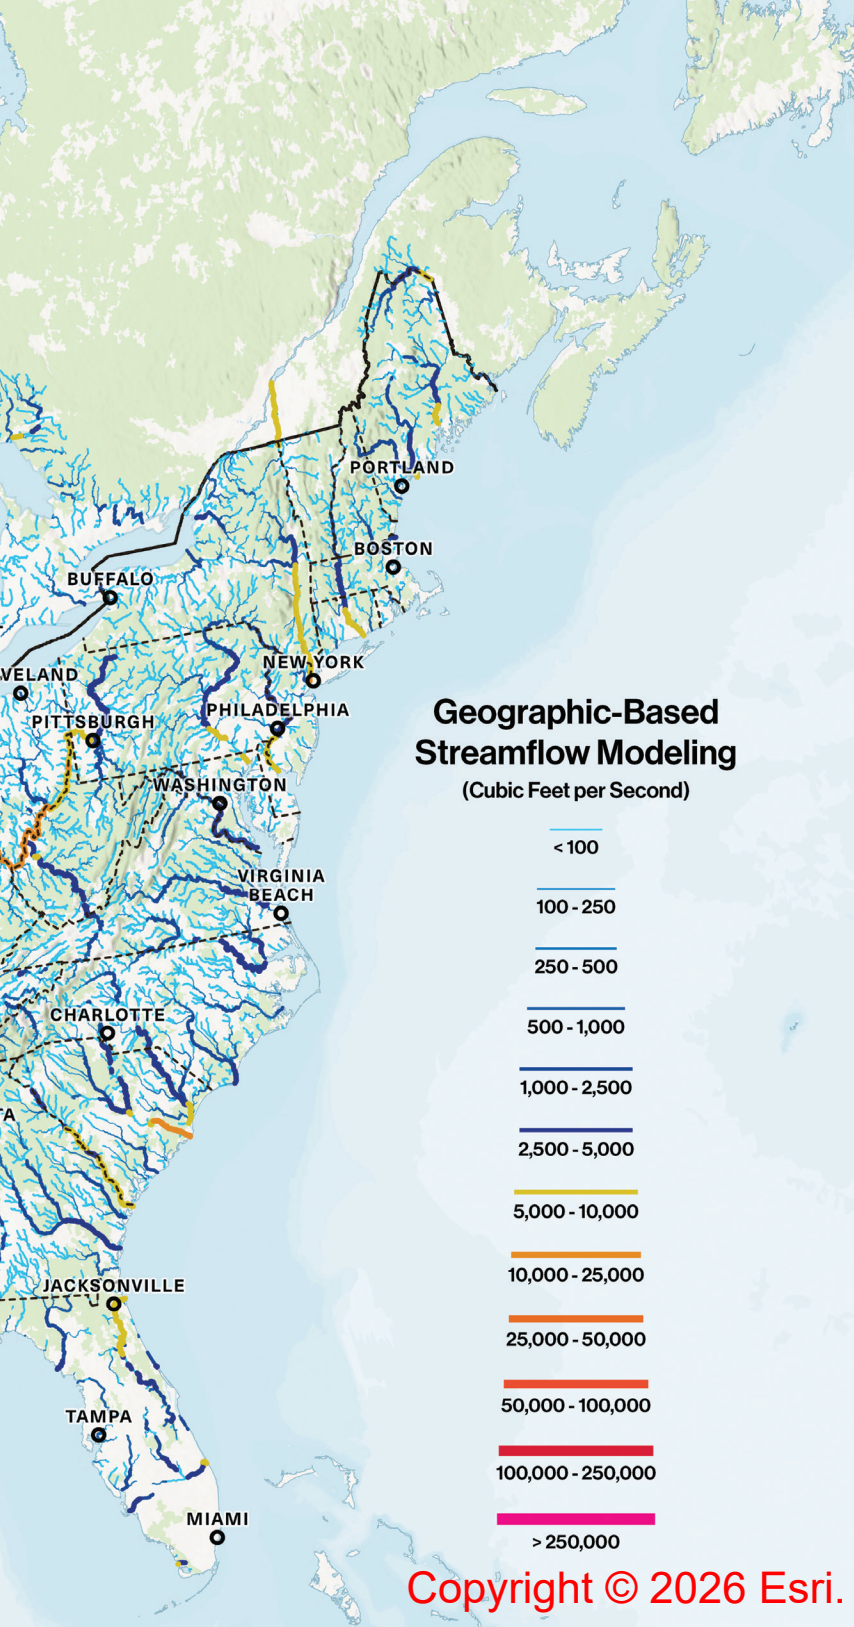 PORTLAND
BOSTON
BUFFALO
NEW YORK
VELAND
PHILADELPHIA
PITTSBURGH
WASHINGTON
VIRGINIA
BEACH
CHARLOTTE
TA
JACKSONVILLE
TAMPA
MIAMI
Geographic-Based
Streamflow Modeling
(Cubic Feet per Second)
< 100
100 - 250
250 - 500
500 - 1,000
1,000 - 2,500
2,500 - 5,000
5,000 - 10,000
10,000 - 25,000
25,000 - 50,000
50,000 - 100,000
100,000 - 250,000
> 250,000
Copyright © 2026 Esri.